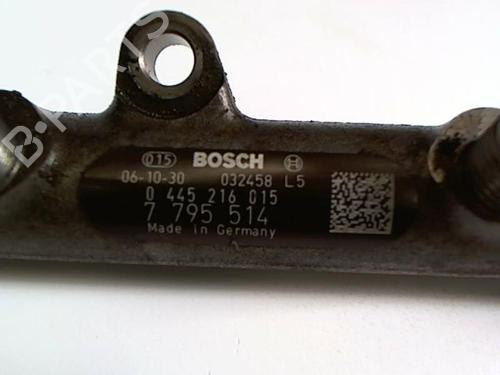 B-PARTS
015 BOSCH
06-10-30 032458 L5
0 445 216 015
7 795 514
Made in Germany